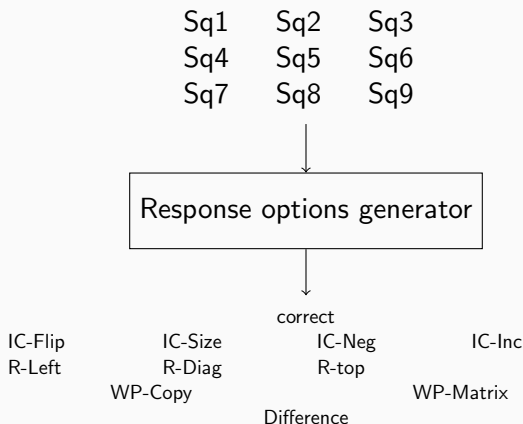 Sq1 Sq2 Sq3
Sq4 Sq5 Sq6
Sq7 Sq8 Sq9
Response options generator
correct
IC-Flip IC-Size IC-Neg IC-Inc
R-Left R-Diag R-top
WP-Copy WP-Matrix
Difference